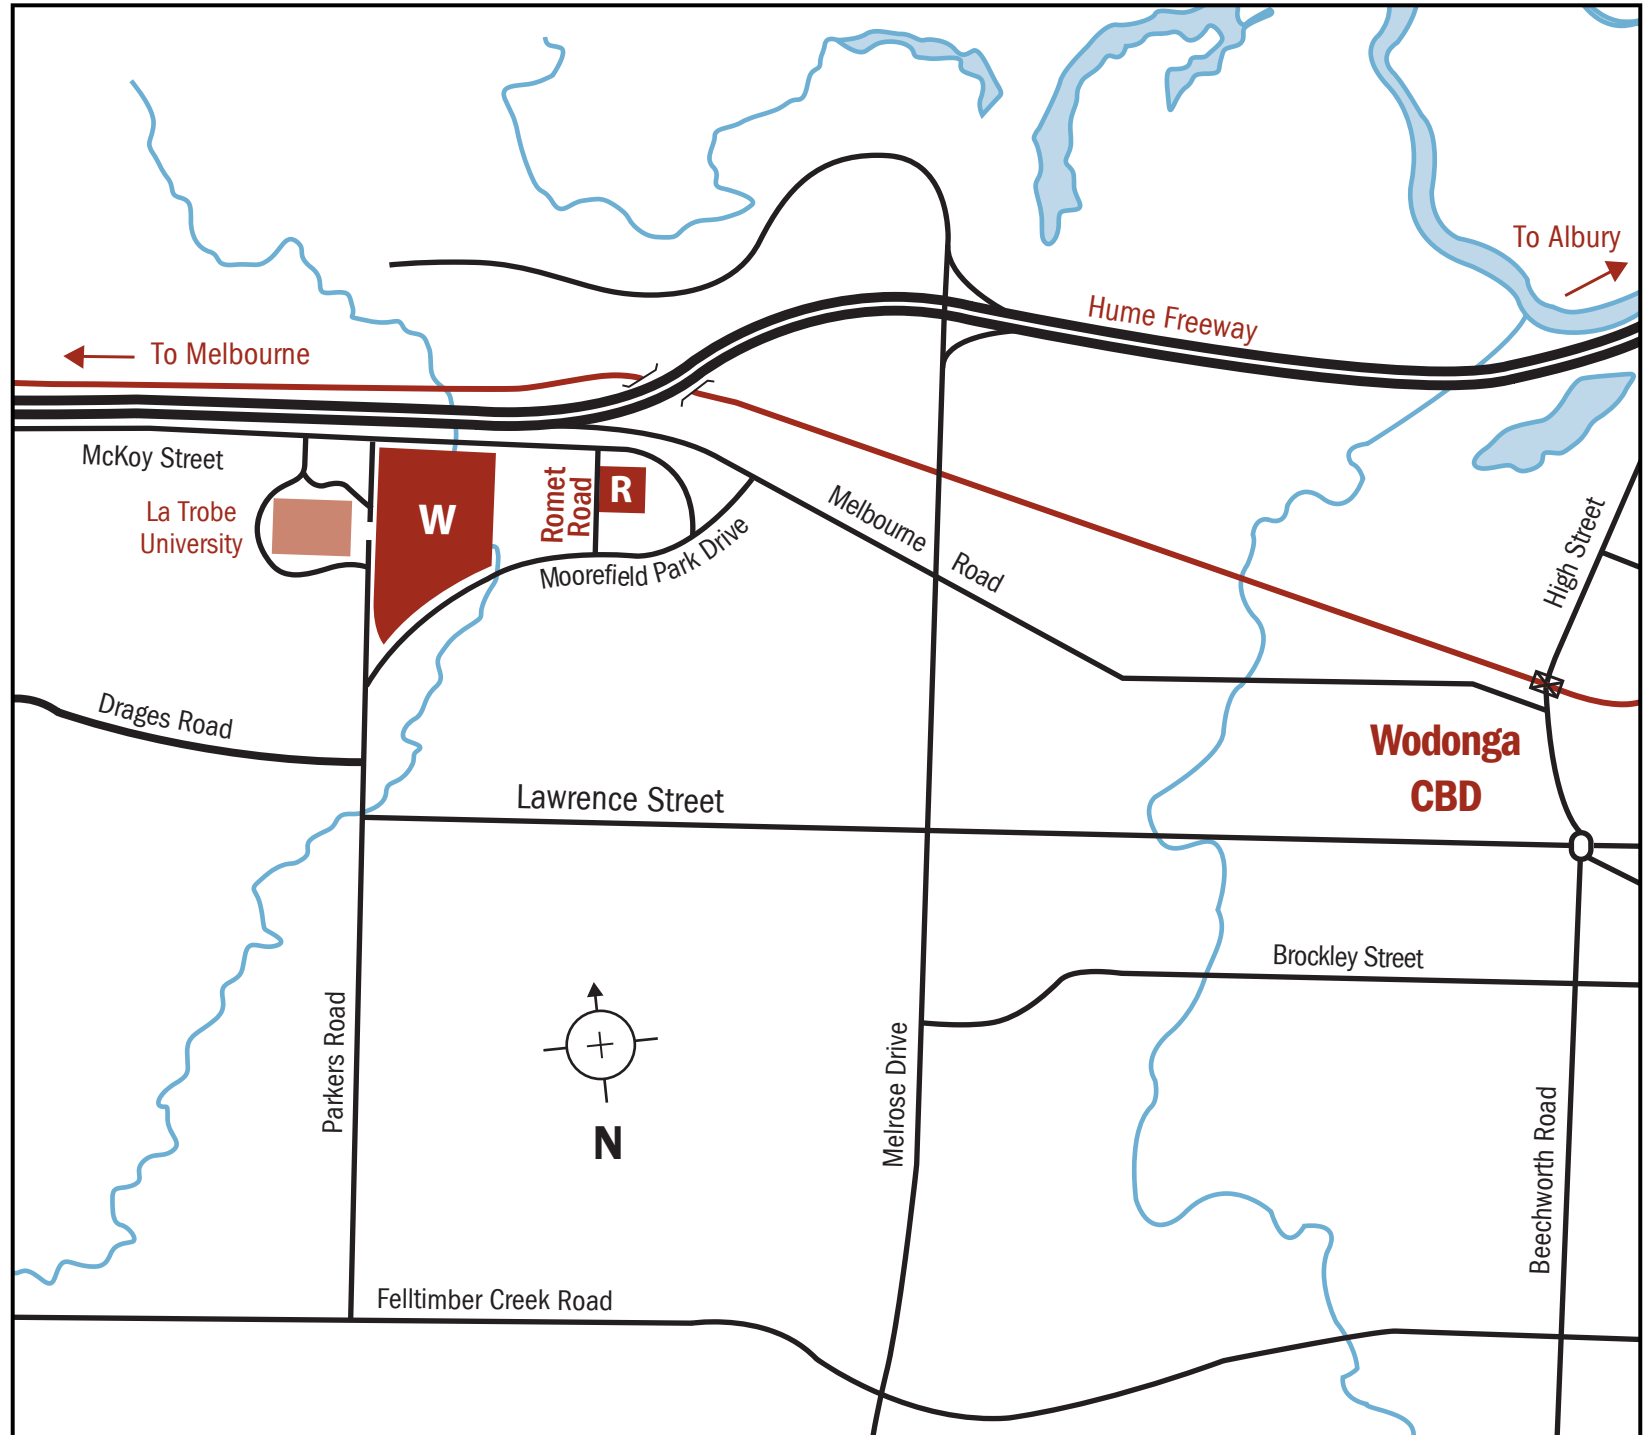 To Albury
Hume Freeway
To Melbourne
McKoy Street
La Trobe
University
W
Romet
Road
R
Moorefield Park Drive
Melbourne Road
High Street
Drages Road
Wodonga
CBD
Lawrence Street
Brockley Street
Parkers Road
N
Melrose Drive
Beechworth Road
Felltimber Creek Road